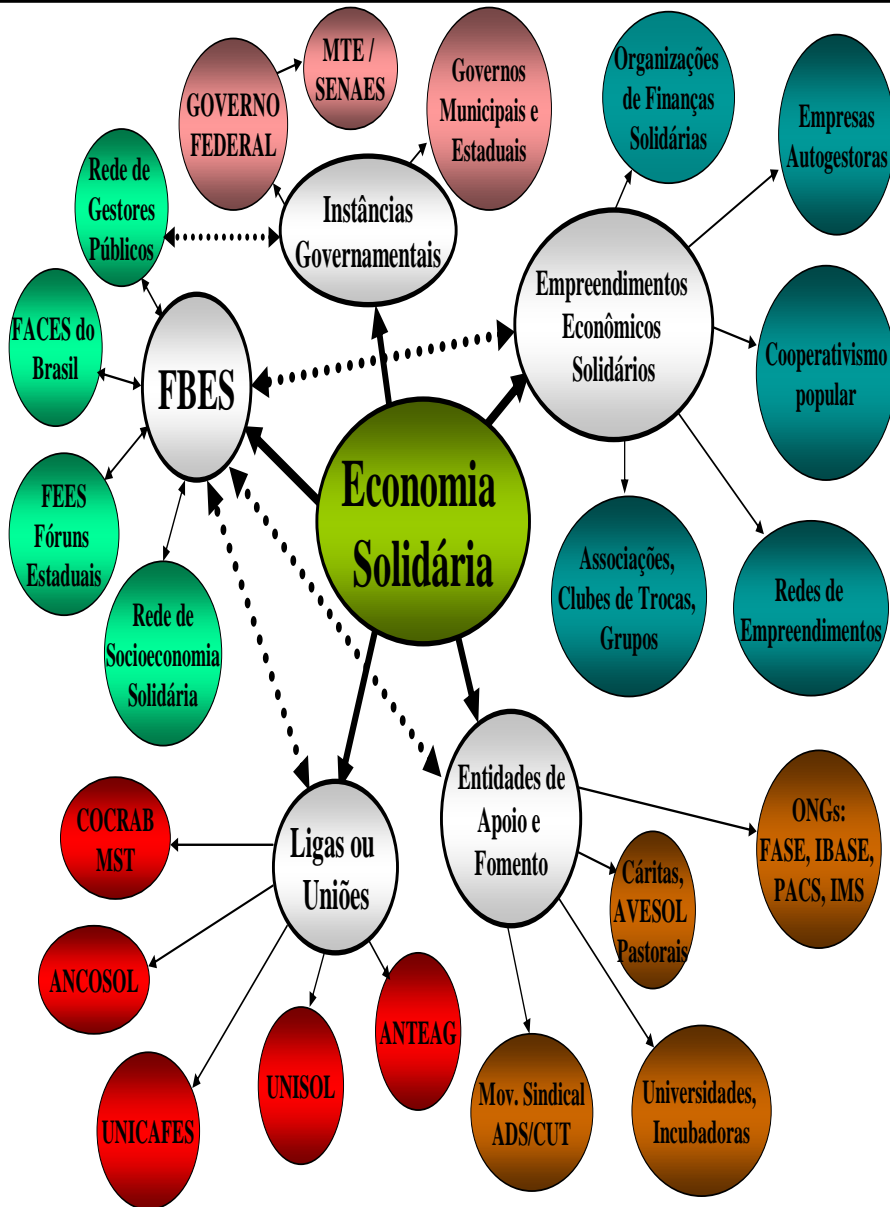 MTE /
SENAES
GOVERNO
FEDERAL
Governos
Municipais e
Estaduais
Organizações
de Finanças
Solidárias
Empresas
Autogestoras
Rede de
Gestores
Públicos
Instâncias
Governamentais
Empreendimentos
Econômicos
Solidários
FACES do
Brasil
FBES
Cooperativismo
popular
Economia
Solidária
FEES
Fóruns
Estaduais
Associações,
Clubes de Trocas,
Grupos
Redes de
Empreendimentos
Rede de
Socioeconomia
Solidária
Entidades de
Apoio e
Fomento
ONGs:
FASE, IBASE,
PACS, IMS
COCRAB
MST
Ligas ou
Uniões
Cáritas,
AVESOL
Pastorais
ANCOSOL
ANTEAG
UNISOL
UNICAFES
Mov. Sindical
ADS/CUT
Universidades,
Incubadoras